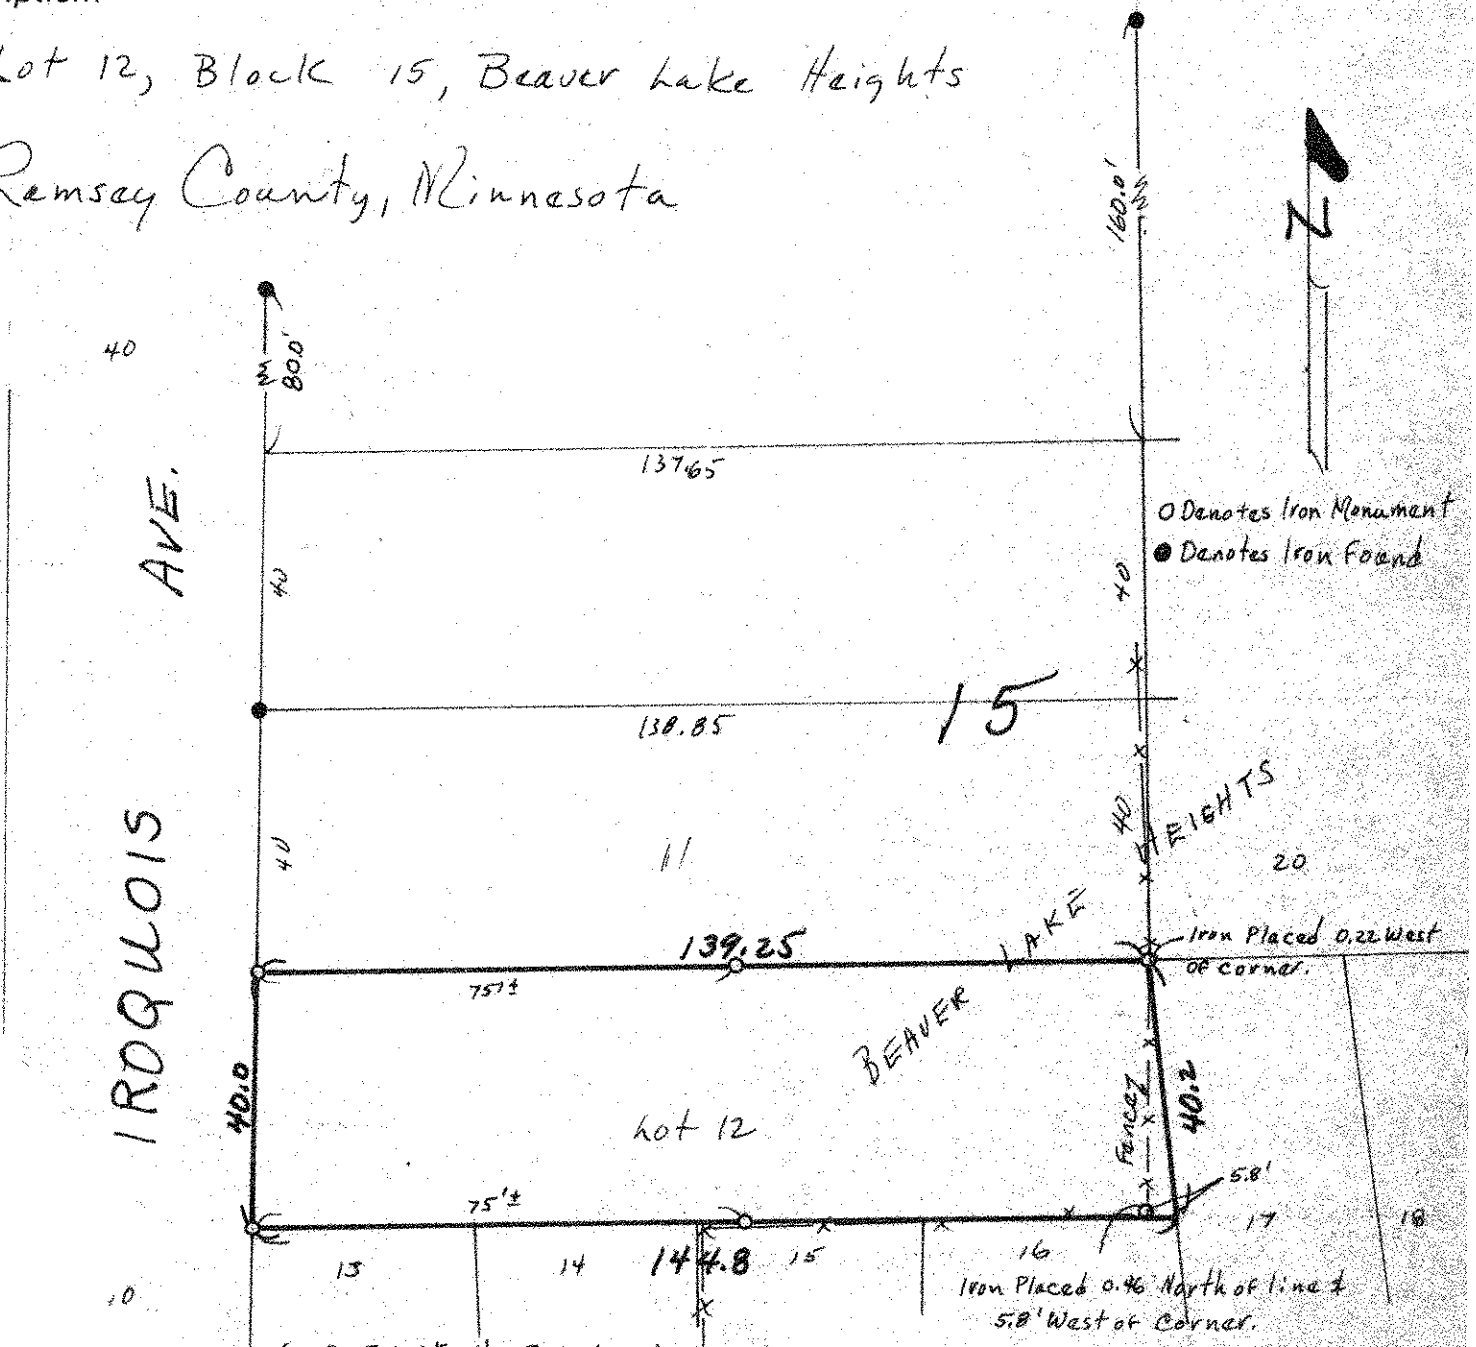 Lot 12, Block 15, Beaver Lake Heights
Ramsey County, Minnesota
160.0'
N
80.0'
40
137.65
O Denotes Iron Monument
● Denotes Iron Found
AVE.
40
40
138.85
15
IROQUOIS
40
11
40
BEAVER LAKE HEIGHTS
20
139.25
Iron Placed 0.22 West
of corner.
75'±
40.0
Lot 12
Fence
40.2
75'±
5.8'
13
14
144.8
15
16
17
18
Iron Placed 0.46 North of line &
5.8' West of Corner.